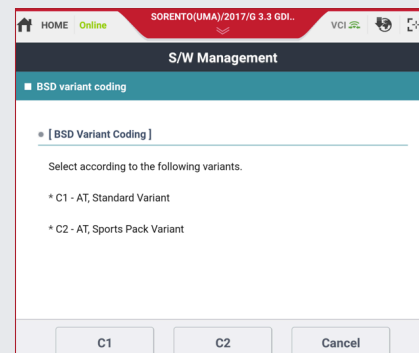 HOME Online SORENTO(UMA)/2017/G 3.3 GDI.. VCI
S/W Management
BSD variant coding
[ BSD Variant Coding ]
Select according to the following variants.
* C1 - AT, Standard Variant
* C2 - AT, Sports Pack Variant
C1 C2 Cancel